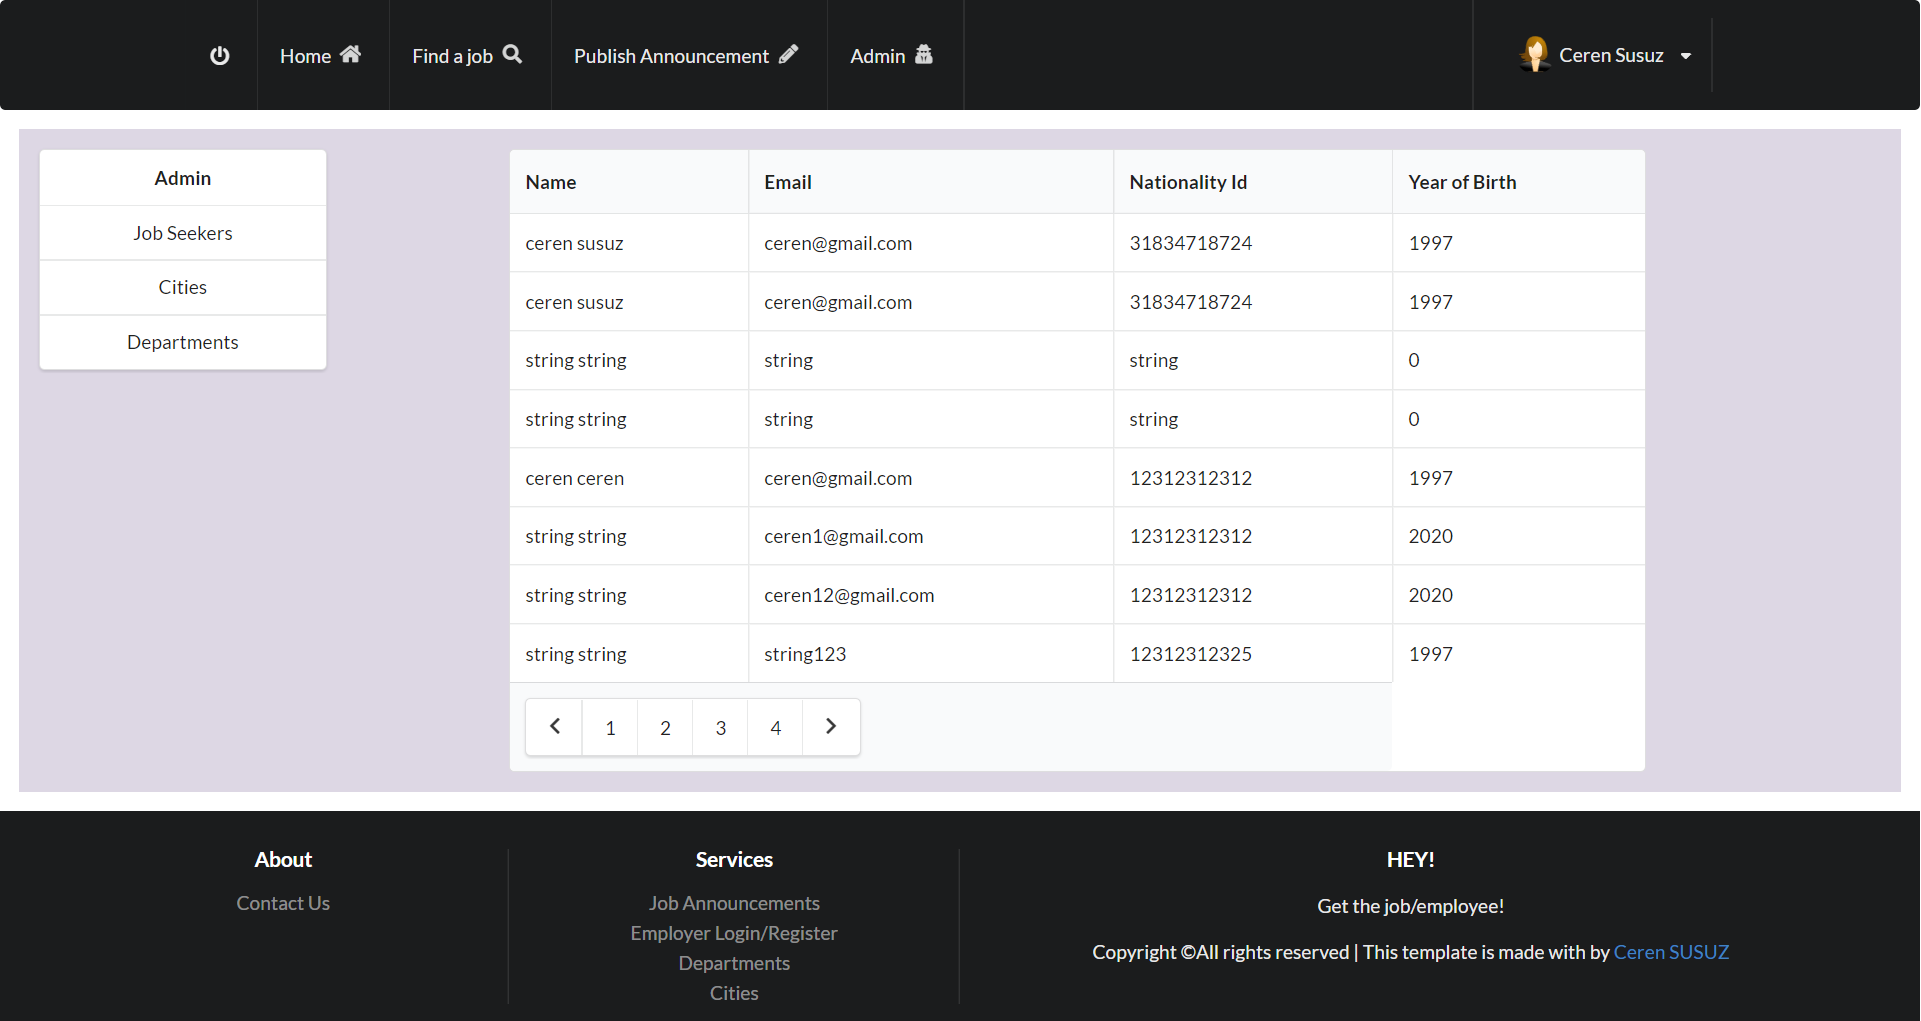 Home Find a job Publish Announcement Admin Ceren Susuz
Admin
Job Seekers
Cities
Departments
Name Email Nationality Id Year of Birth
ceren susuz ceren@gmail.com 31834718724 1997
ceren susuz ceren@gmail.com 31834718724 1997
string string string string 0
string string string string 0
ceren ceren ceren@gmail.com 12312312312 1997
string string ceren1@gmail.com 12312312312 2020
string string ceren12@gmail.com 12312312312 2020
string string string123 12312312325 1997
1 2 3 4
About
Contact Us
Services
Job Announcements
Employer Login/Register
Departments
Cities
HEY!
Get the job/employee!
Copyright ©All rights reserved | This template is made with by Ceren SUSUZ